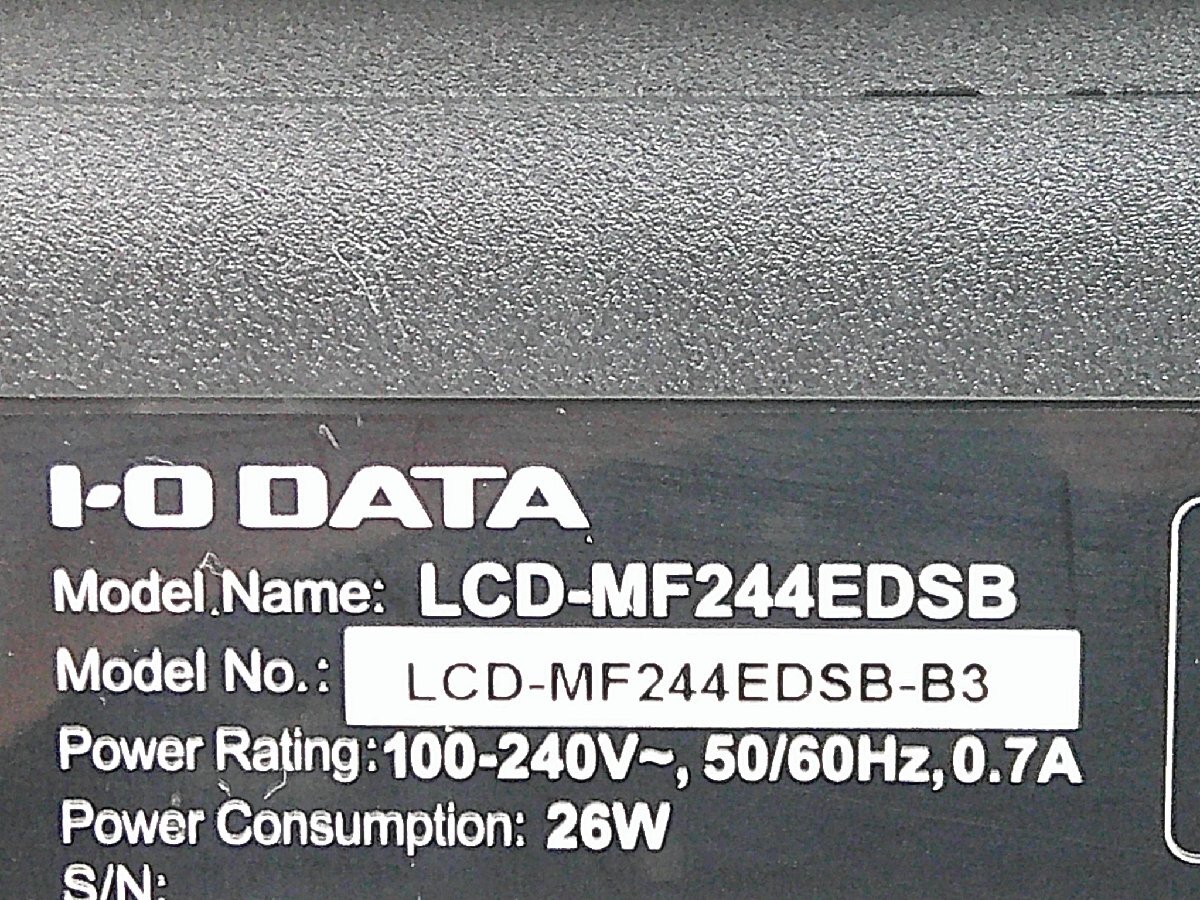 I-O DATA
Model Name: LCD-MF244EDSB
Model No.: LCD-MF244EDSB-B3
Power Rating:100-240V~, 50/60Hz, 0.7A
Power Consumption: 26W
S/N: